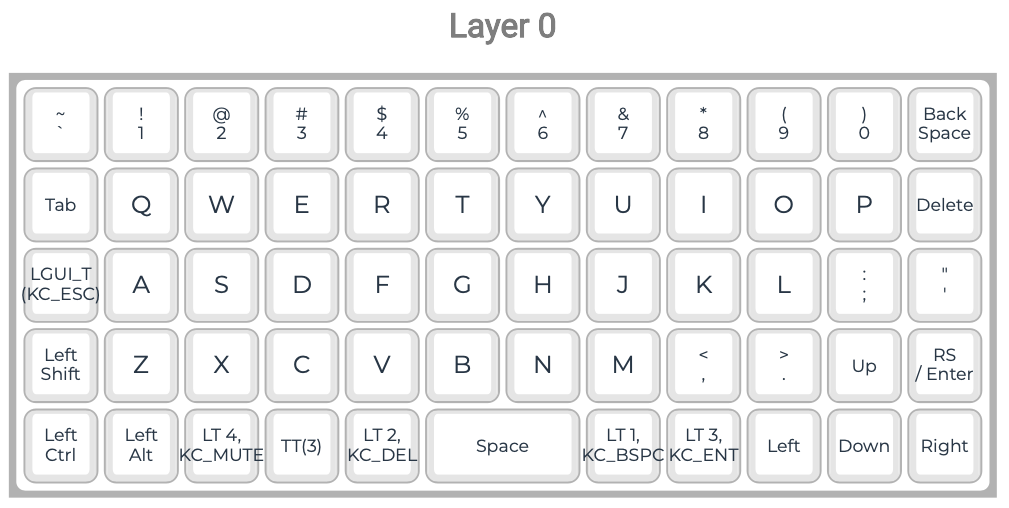 Layer 0
~ ! @ # $ % ^ & * ( ) Back
` 1 2 3 4 5 6 7 8 9 0 Space
Tab Q W E R T Y U I O P Delete
LGUI_T A S D F G H J K L : "
(KC_ESC) ; '
Left Z X C V B N M < > Up RS
Shift , . / Enter
Left Left LT 4, TT(3) LT 2, Space LT 1, LT 3, Left Down Right
Ctrl Alt KC_MUTE KC_DEL KC_BSPC KC_ENT